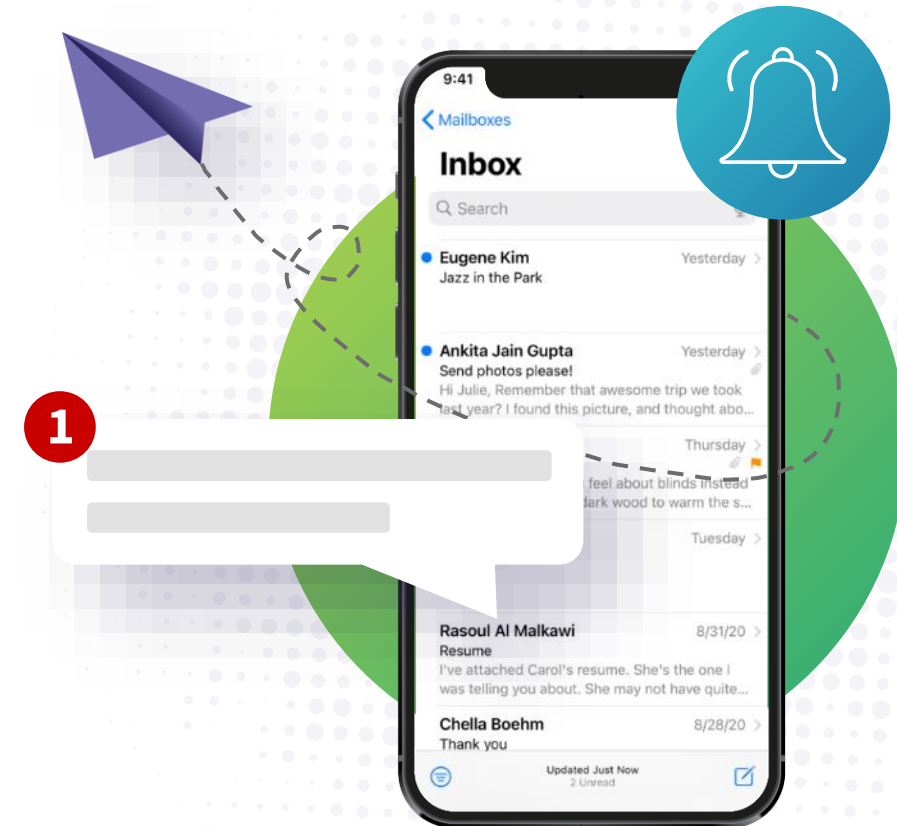 9:41
Mailboxes
Inbox
Search
Eugene Kim Yesterday
Jazz in the Park
Ankita Jain Gupta Yesterday
Send photos please!
Hi Julie, Remember that awesome trip we took
last year? I found this picture, and thought abo...
1
Thursday
feel about blinds instead
dark wood to warm the s...
Tuesday
Rasoul Al Malkawi 8/31/20
Resume
I've attached Carol's resume. She's the one I
was telling you about. She may not have quite...
Chella Boehm 8/28/20
Thank you
Updated Just Now
2 Unread